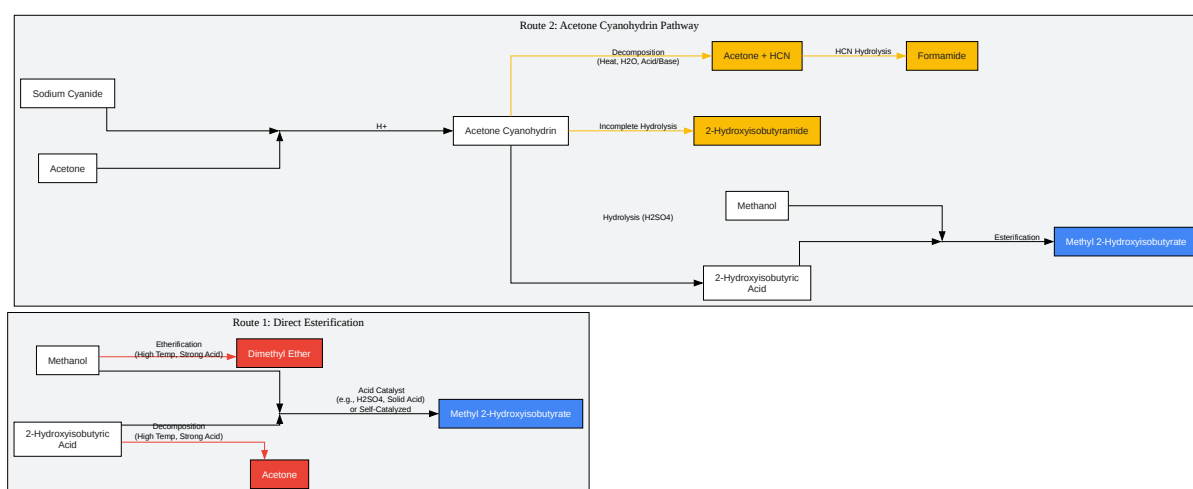 Route 2: Acetone Cyanohydrin Pathway
Decomposition
(Heat, H2O, Acid/Base)
Acetone + HCN
HCN Hydrolysis
Formamide
Sodium Cyanide
H+
Acetone Cyanohydrin
Incomplete Hydrolysis
2-Hydroxyisobutyramide
Acetone
Methanol
Hydrolysis (H2SO4)
Esterification
Methyl 2-Hydroxyisobutyrate
2-Hydroxyisobutyric
Acid
Route 1: Direct Esterification
Methanol
Etherification
(High Temp, Strong Acid)
Dimethyl Ether
Acid Catalyst
(e.g., H2SO4, Solid Acid)
or Self-Catalyzed
Methyl 2-Hydroxyisobutyrate
2-Hydroxyisobutyric
Acid
Decomposition
(High Temp, Strong Acid)
Acetone